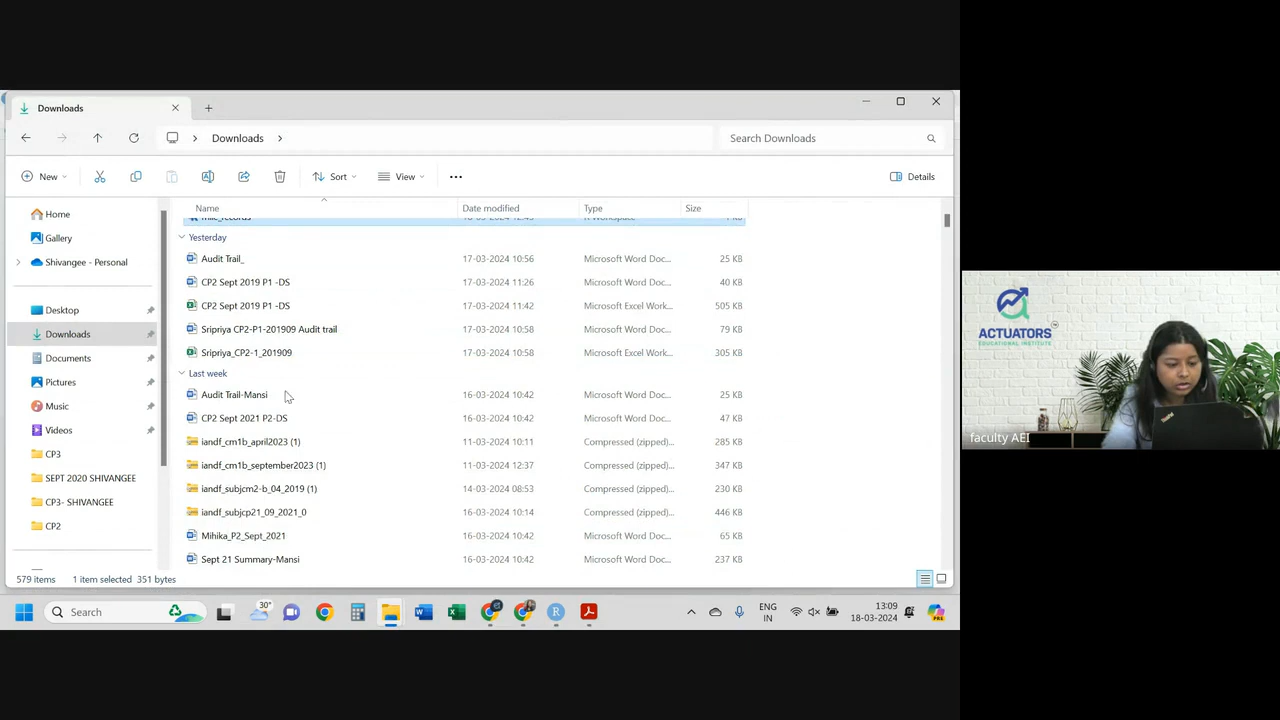 Downloads
Downloads
Search Downloads
New
Sort
View
Details
Home
Gallery
Shivangee - Personal
Desktop
Downloads
Documents
Pictures
Music
Videos
CP3
SEPT 2020 SHIVANGEE
CP3- SHIVANGEE
CP2
Name Date modified Type Size
Yesterday
Audit Trail_ 17-03-2024 10:56 Microsoft Word Doc... 25 KB
CP2 Sept 2019 P1 -DS 17-03-2024 11:26 Microsoft Word Doc... 40 KB
CP2 Sept 2019 P1 -DS 17-03-2024 11:42 Microsoft Excel Work... 505 KB
Sripriya CP2-P1-201909 Audit trail 17-03-2024 10:58 Microsoft Word Doc... 79 KB
Sripriya_CP2-1_201909 17-03-2024 10:58 Microsoft Excel Work... 305 KB
Last week
Audit Trail-Mansi 16-03-2024 10:42 Microsoft Word Doc... 25 KB
CP2 Sept 2021 P2-DS 16-03-2024 10:42 Microsoft Word Doc... 47 KB
iandf_cm1b_april2023 (1) 11-03-2024 10:11 Compressed (zipped)... 285 KB
iandf_cm1b_september2023 (1) 11-03-2024 12:37 Compressed (zipped)... 347 KB
iandf_subjcm2-b_04_2019 (1) 14-03-2024 08:53 Compressed (zipped)... 230 KB
iandf_subjcp21_09_2021_0 16-03-2024 10:14 Compressed (zipped)... 446 KB
Mihika_P2_Sept_2021 16-03-2024 10:42 Microsoft Word Doc... 65 KB
Sept 21 Summary-Mansi 16-03-2024 10:42 Microsoft Word Doc... 237 KB
579 items 1 item selected 351 bytes
Search
30°
ENG
IN
13:09
18-03-2024
ACTUATORS
EDUCATIONAL INSTITUTE
faculty AEI